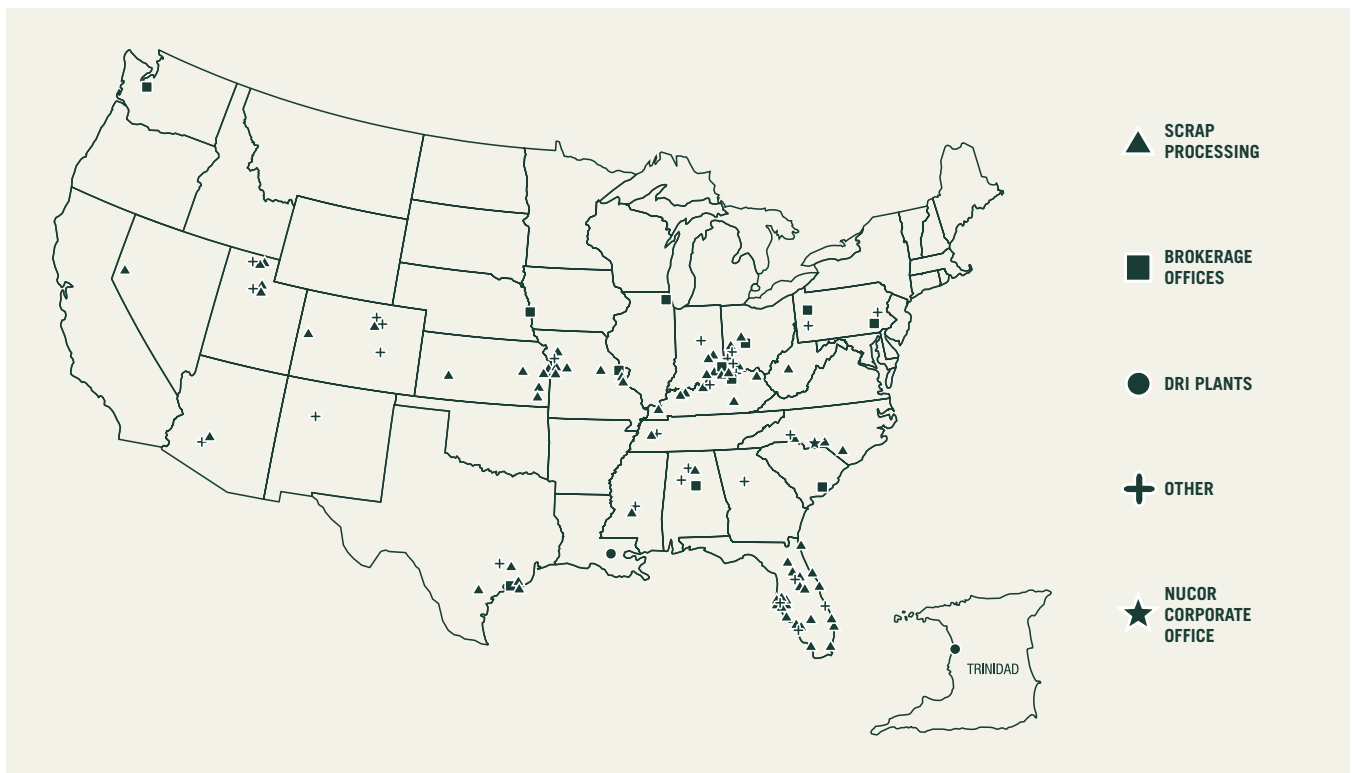 SCRAP
PROCESSING
BROKERAGE
OFFICES
DRI PLANTS
OTHER
NUCOR
CORPORATE
OFFICE
TRINIDAD